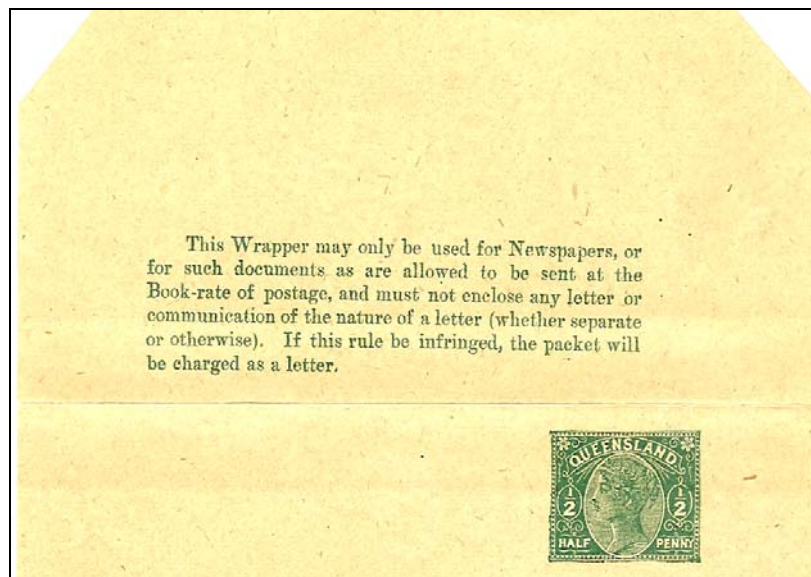 This Wrapper may only be used for Newspapers, or
for such documents as are allowed to be sent at the
Book-rate of postage, and must not enclose any letter or
communication of the nature of a letter (whether separate
or otherwise). If this rule be infringed, the packet will
be charged as a letter.
QUEENSLAND
1/2 1/2
HALF PENNY